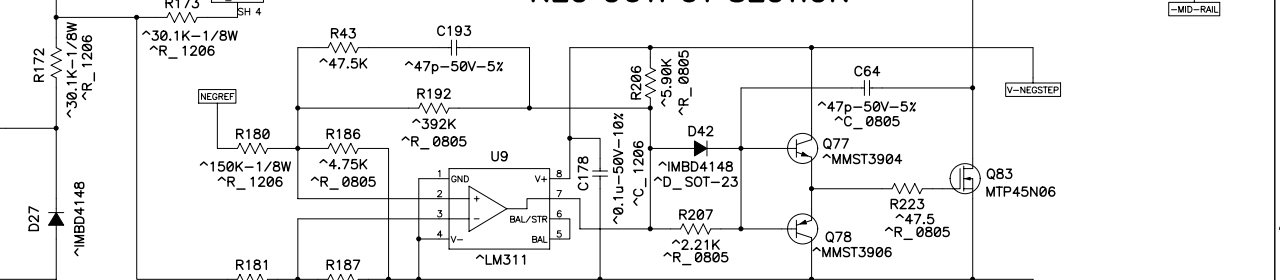 R173
SH 4
^30.1K-1/8W
^R_1206
R172
^30.1K-1/8W
^R_1206
-MID-RAIL
R43
^47.5K
C193
^47p-50V-5%
R206
^5.90K
^R_0805
C64
^47p-50V-5%
^C_0805
V-NEGSTEP
NEGREF
R192
^392K
^R_0805
R180
^150K-1/8W
^R_1206
R186
^4.75K
^R_0805
U9
1
GND
2
3
4
V-
+
-
V+
8
7
BAL/STR
6
BAL
5
^LM311
C178
^0.1u-50V-10%
^C_1206
D42
^IMBD4148
^D_SOT-23
Q77
^MMST3904
Q83
MTP45N06
R223
^47.5
^R_0805
R207
^2.21K
^R_0805
Q78
^MMST3906
D27
^IMBD4148
R181
R187